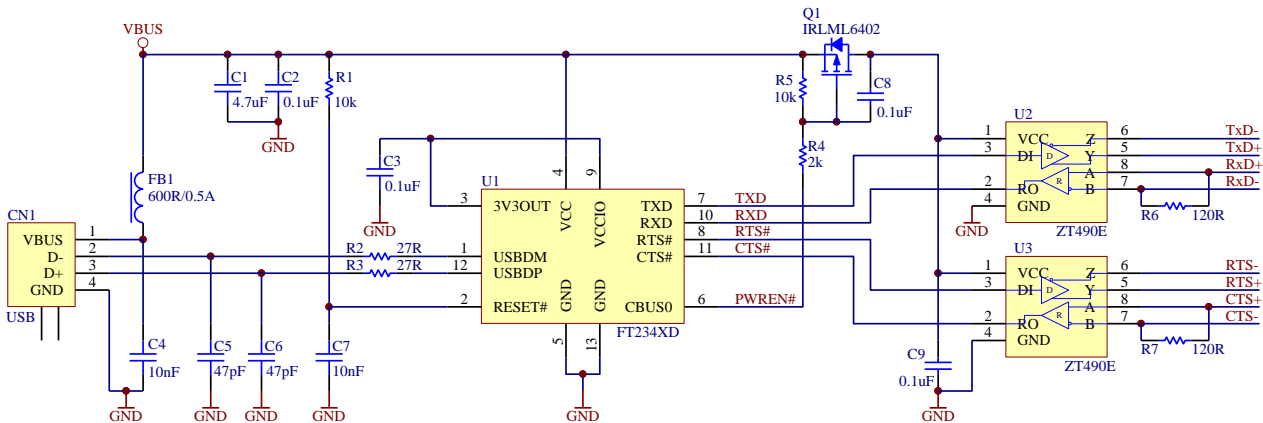 VBUS
Q1
IRLML6402
C1
4.7uF
C2
0.1uF
GND
R1
10k
R5
10k
C8
0.1uF
R4
2k
C3
0.1uF
GND
FB1
600R/0.5A
CN1
VBUS 1
D- 2
D+ 3
GND 4
USB
R2 27R
R3 27R
U1
4 9
3 3V3OUT VCC VCCIO TXD 7 TXD
RXD 10 RXD
RTS# 8 RTS#
1 USBDM CTS# 11 CTS#
12 USBDP
2 RESET# GND GND CBUS0 6 PWREN#
FT234XD
5 13
GND
C4
10nF
GND
C5
47pF
GND
C6
47pF
GND
C7
10nF
GND
U2
1 VCC Z 6 TxD-
3 DI D Y 5 TxD+
A 8 RxD+
2 RO R B 7 RxD-
4 GND
GND
ZT490E
R6 120R
U3
1 VCC Z 6 RTS-
3 DI D Y 5 RTS+
A 8 CTS+
2 RO R B 7 CTS-
4 GND
ZT490E
R7 120R
C9
0.1uF
GND